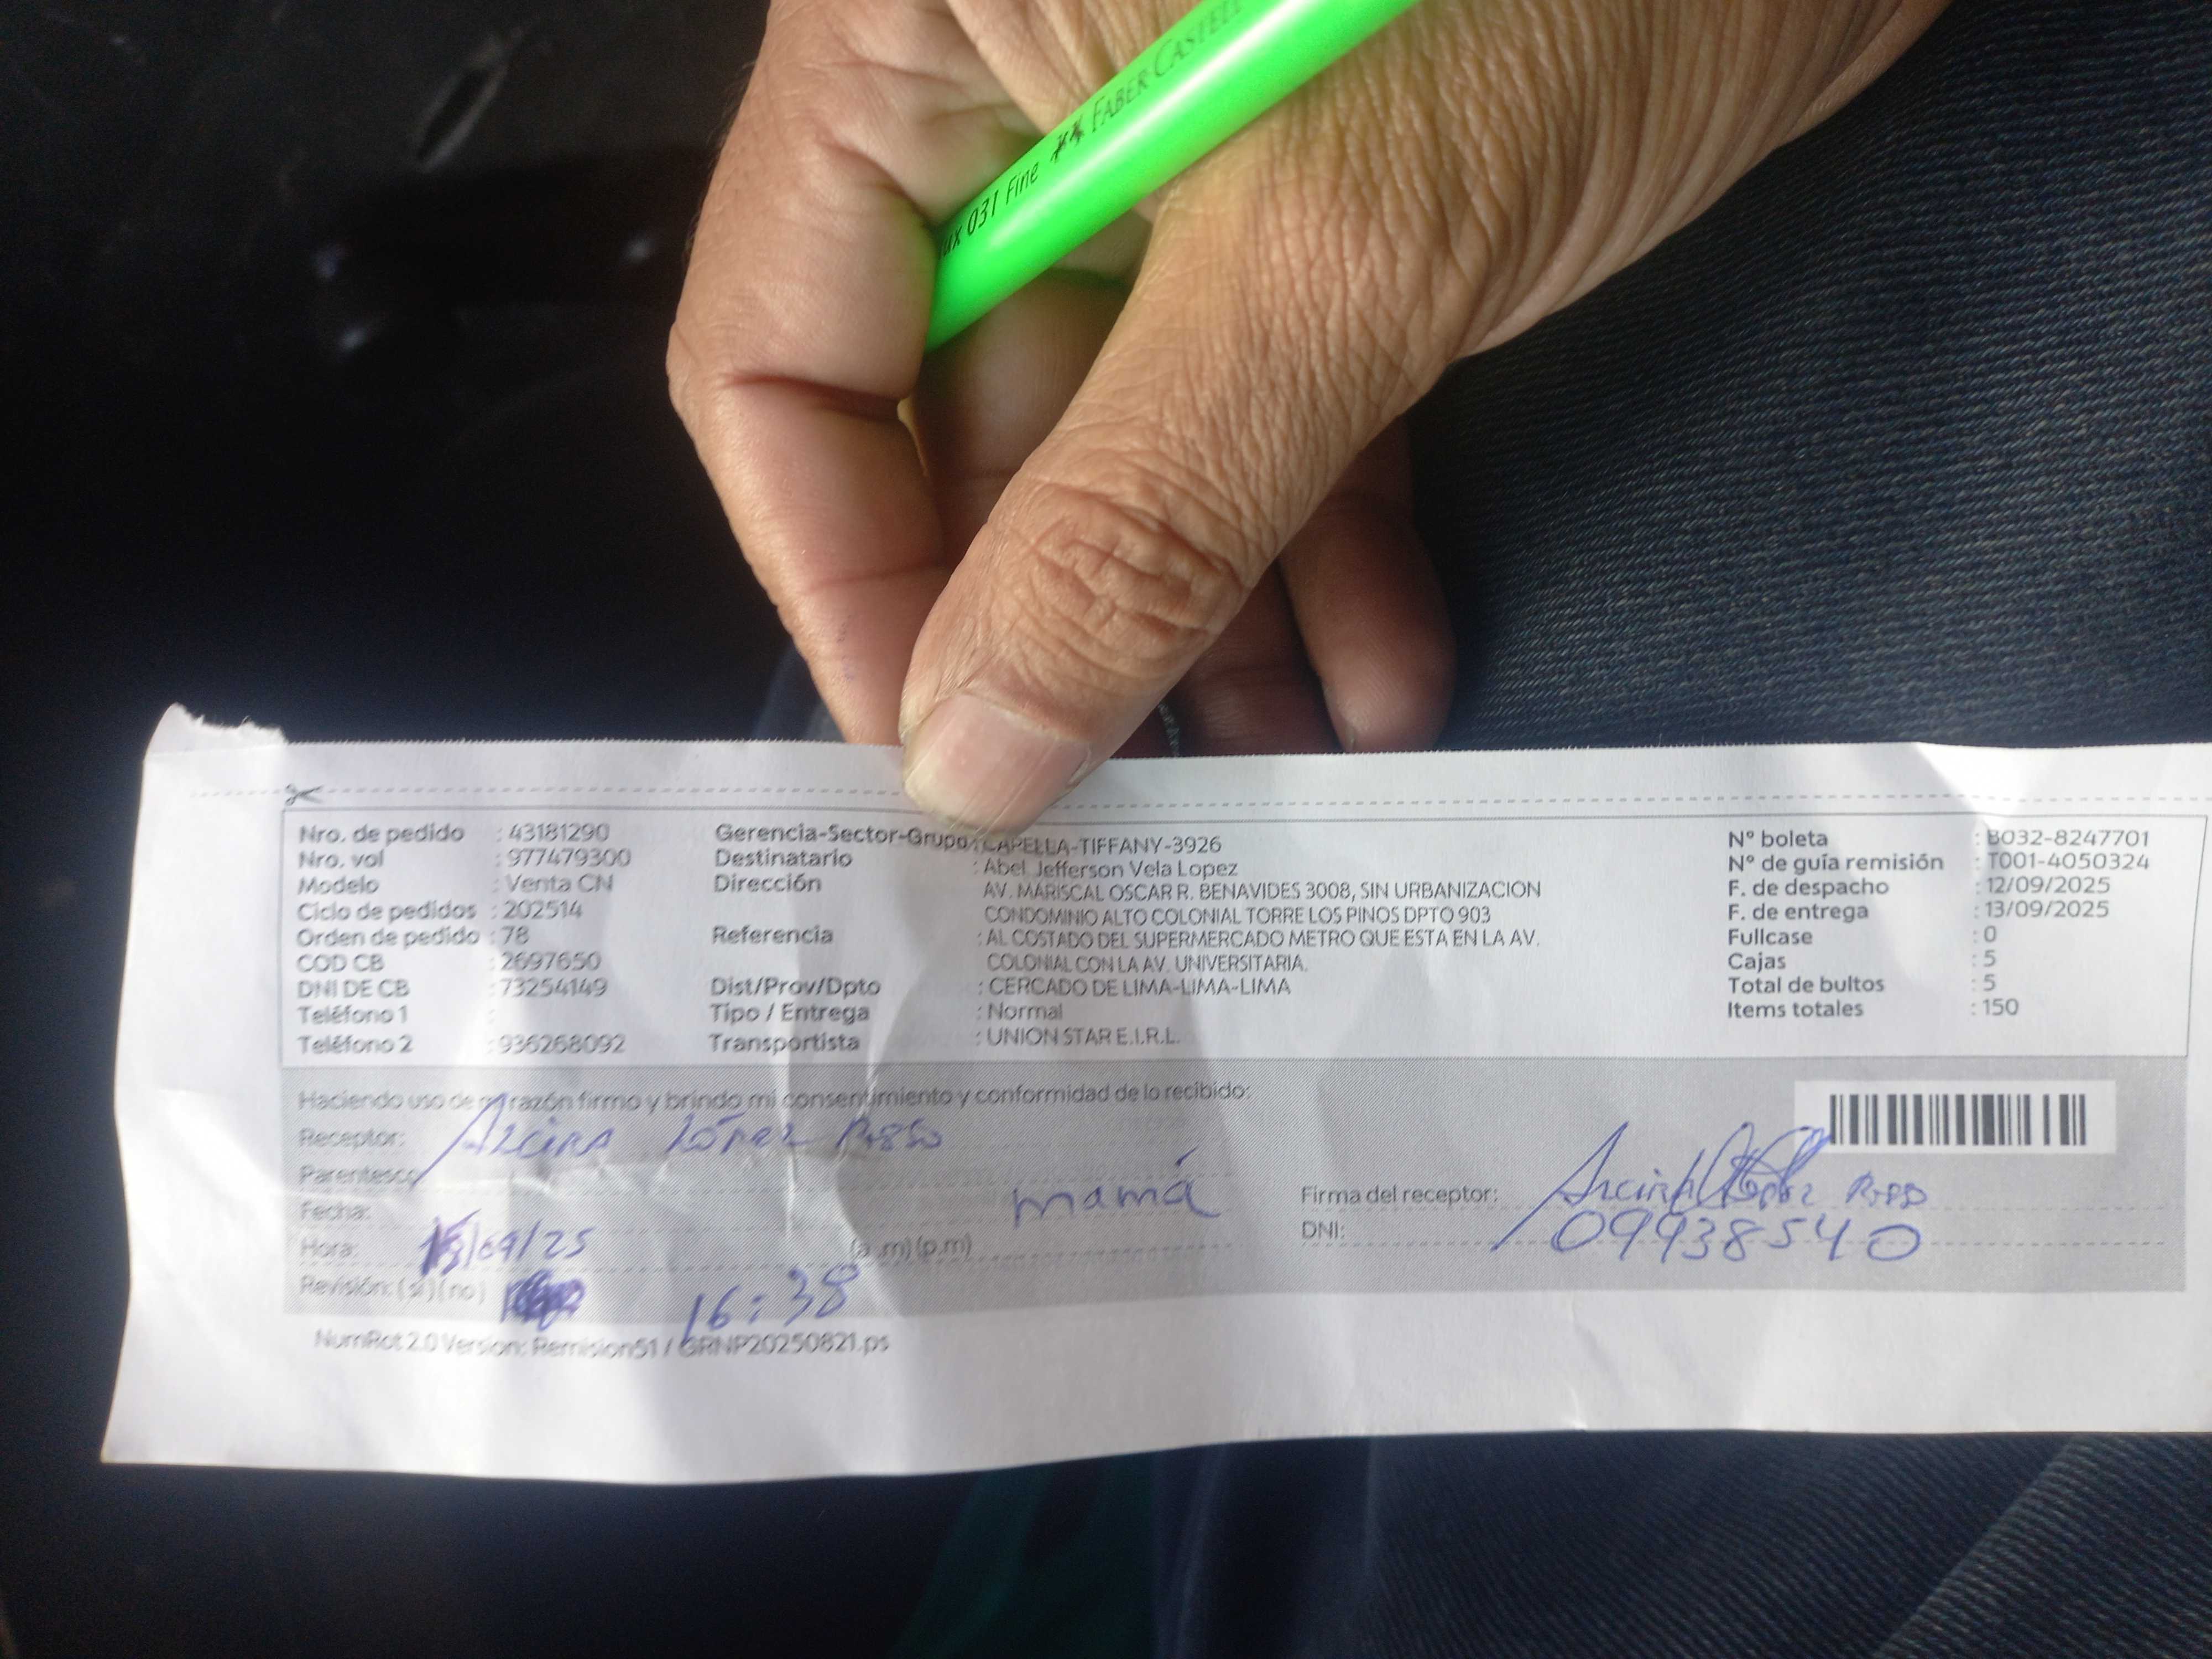 ux 031 Fine FABER-CASTELL
Nro. de pedido : 43181290
Nro. vol : 977479300
Modelo : Venta CN
Ciclo de pedidos : 202514
Orden de pedido : 78
COD CB : 2697650
DNI DE CB : 73254149
Teléfono 1 :
Teléfono 2 : 936268092
Gerencia-Sector-Grupo : CAPELLA-TIFFANY-3926
Destinatario : Abel Jefferson Vela Lopez
Dirección AV. MARISCAL OSCAR R. BENAVIDES 3008, SIN URBANIZACION
CONDOMINIO ALTO COLONIAL TORRE LOS PINOS DPTO 903
Referencia : AL COSTADO DEL SUPERMERCADO METRO QUE ESTA EN LA AV.
COLONIAL CON LA AV. UNIVERSITARIA.
Dist/Prov/Dpto : CERCADO DE LIMA-LIMA-LIMA
Tipo / Entrega : Normal
Transportista : UNION STAR E.I.R.L.
Nº boleta : B032-8247701
Nº de guía remisión : T001-4050324
F. de despacho : 12/09/2025
F. de entrega : 13/09/2025
Fullcase : 0
Cajas : 5
Total de bultos : 5
Items totales : 150
Haciendo uso de mi razón firmo y brindo mi consentimiento y conformidad de lo recibido:
Receptor: Alcira López
Parentesco: mamá
Fecha:
Hora: /09/25 (a.m) (p.m)
Revisión: (si) (no) 16:38
Firma del receptor: Alcira López
DNI: 09938540
NumRot 2.0 Version: Remision51 / GRNP20250821.ps